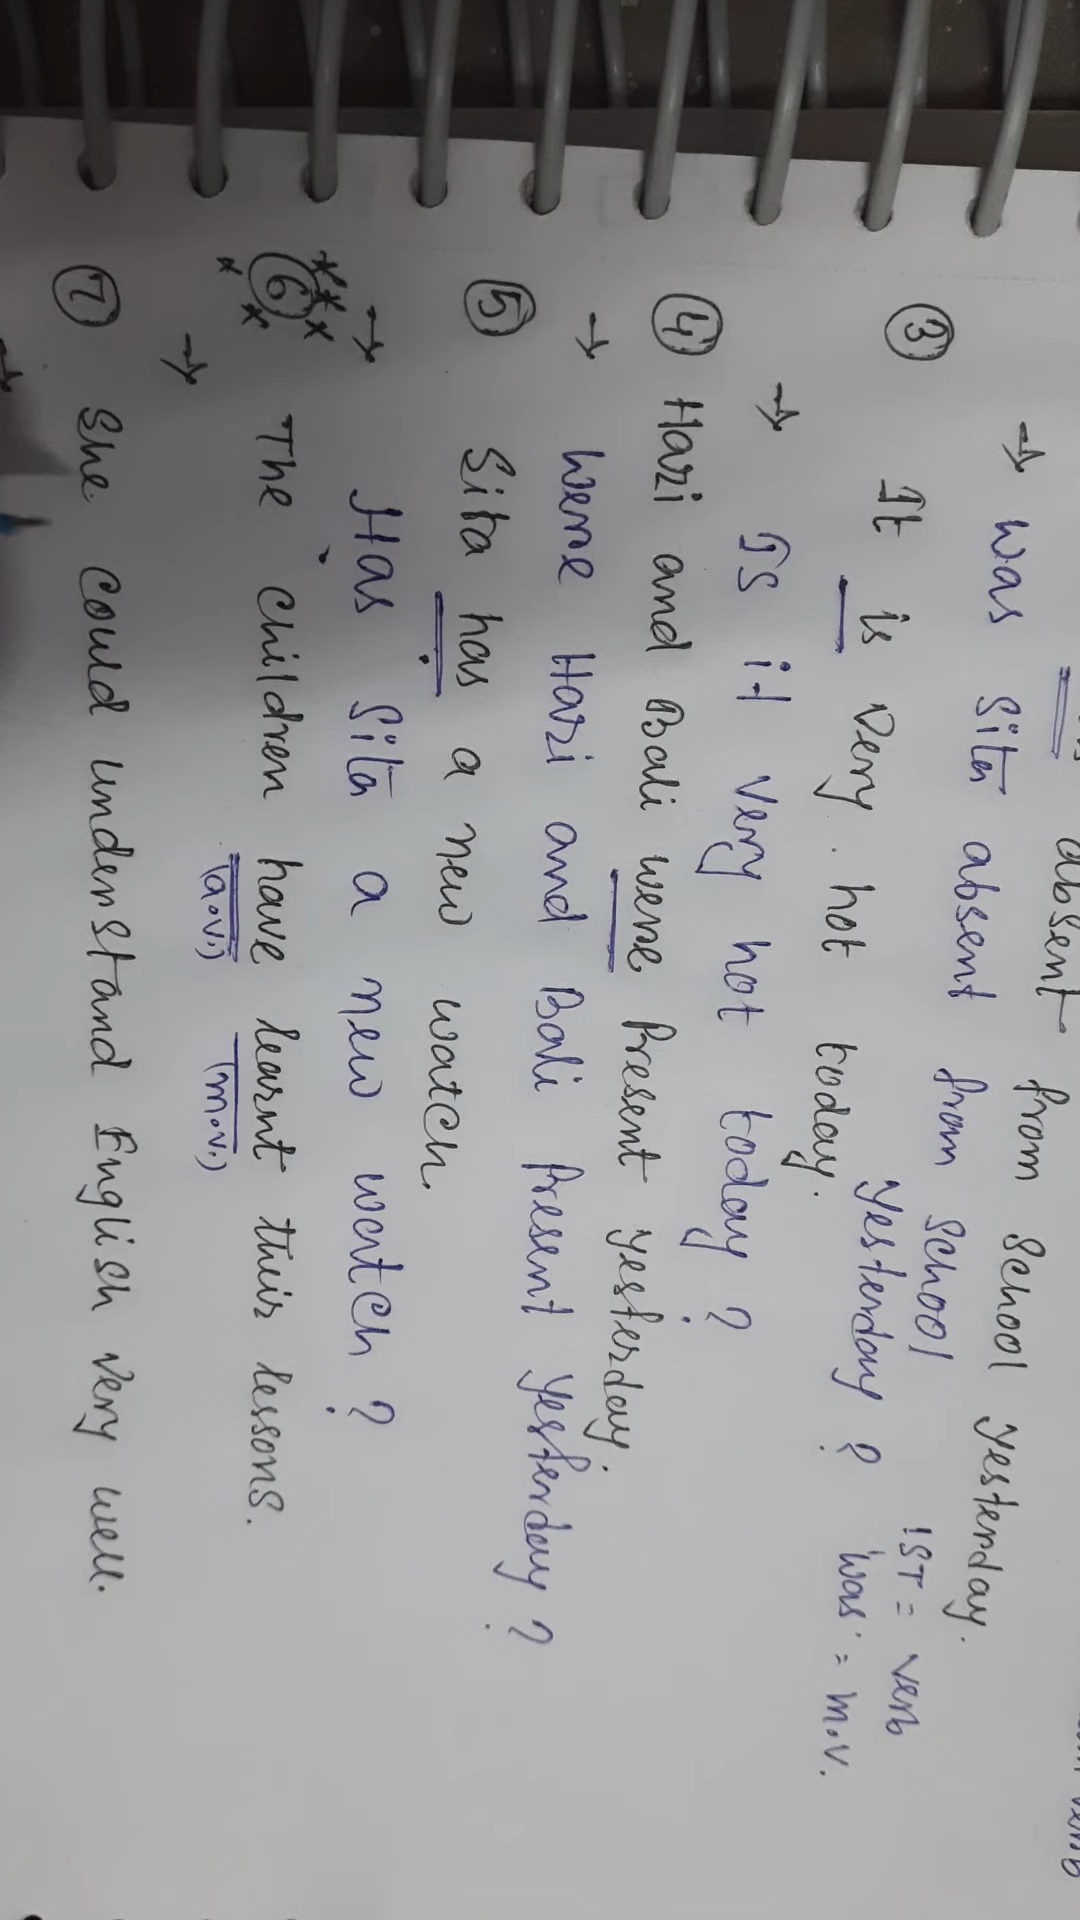 absent from school yesterday.
→ was sita absent from school
yesterday ?
1st = verb
was = m.v.
③ It is very hot today.
→ Is it very hot today ?
④ Hari and Bali were Present yesterday.
→ were Hari and Bali Present yesterday ?
⑤ Sita has a new watch.
→ Has Sita a new watch ?
⑥ The children have learnt their lessons.
(a.v.) (m.v.)
→
⑦ She could understand English very well.
→